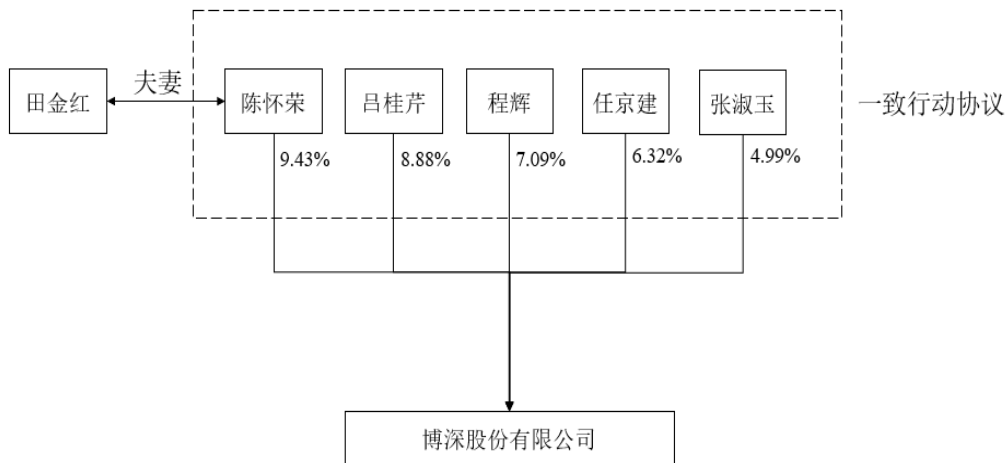 夫妻
田金红
陈怀荣
吕桂芹
程辉
任京建
张淑玉
一致行动协议
9.43%
8.88%
7.09%
6.32%
4.99%
博深股份有限公司